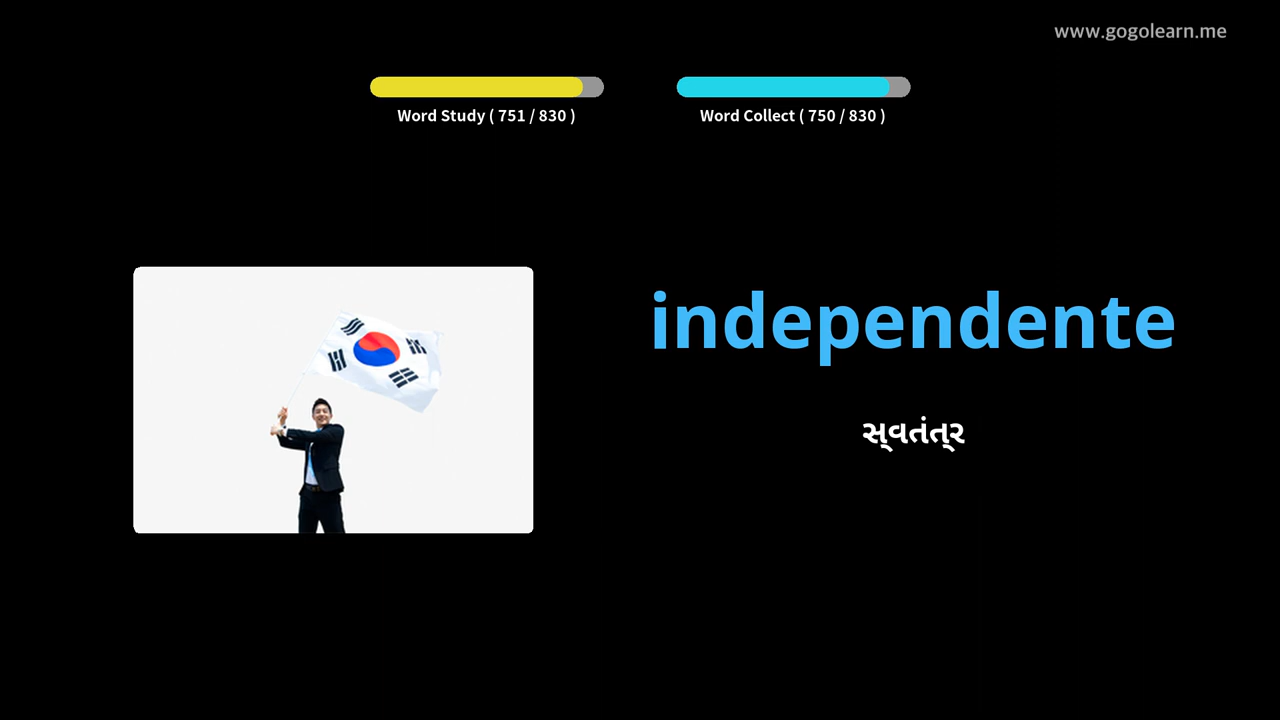 www.gogolearn.me
Word Study ( 751 / 830 )
Word Collect ( 750 / 830 )
independente
સ્વતંત્ર